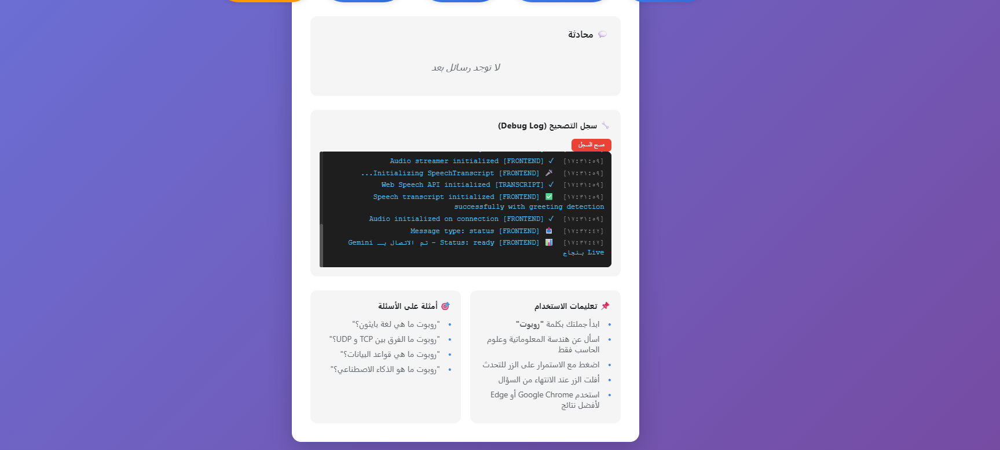 محادثة
لا توجد رسائل بعد
سجل التصحيح (Debug Log)
مسح السجل
[١٧:٣١:٥٩] ✓ [FRONTEND] Audio streamer initialized
[١٧:٣١:٥٩] [FRONTEND] Initializing SpeechTranscript...
[١٧:٣١:٥٩] ✓ [TRANSCRIPT] Web Speech API initialized
[١٧:٣١:٥٩] ✅ [FRONTEND] Speech transcript initialized
successfully with greeting detection
[١٧:٣١:٥٩] ✓ [FRONTEND] Audio initialized on connection
[١٧:٣٢:٤٢] [FRONTEND] Message type: status
[١٧:٣٢:٤٢] [FRONTEND] Status: ready - تم الاتصال بـ Gemini
Live بنجاح
تعليمات الاستخدام
• ابدأ جملتك بكلمة "روبوت"
• اسأل عن هندسة المعلوماتية وعلوم
الحاسب فقط
• اضغط مع الاستمرار على الزر للتحدث
• أفلت الزر عند الانتهاء من السؤال
• استخدم Google Chrome أو Edge
لأفضل نتائج
أمثلة على الأسئلة
• "روبوت ما هي لغة بايثون؟"
• "روبوت ما الفرق بين TCP و UDP؟"
• "روبوت ما هي قواعد البيانات؟"
• "روبوت ما هو الذكاء الاصطناعي؟"